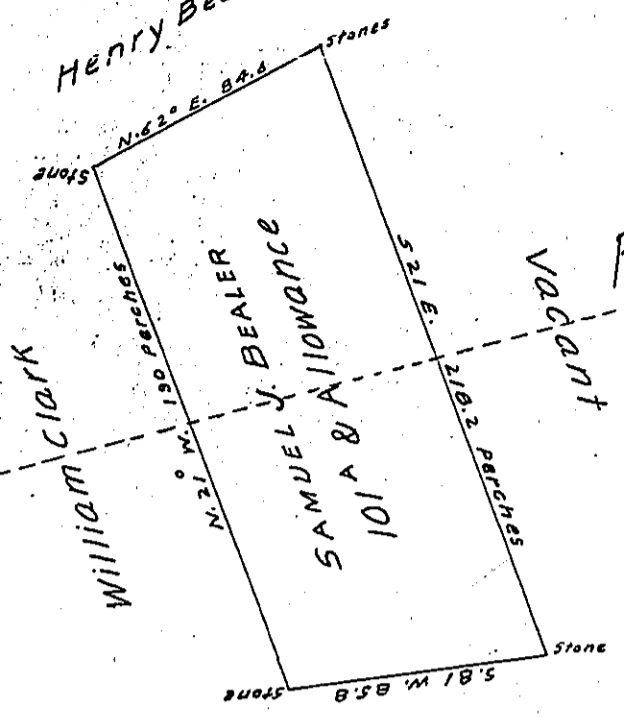 Henry
Stones
N.62° E. 84.6
Stone
SAMUEL J. BEALER
101 A & Allowance
N.21° W. 190 perches
S 21 E.
218.2 perches
William Clark
vacant
Stone
S.81 W. 85.8
Stone